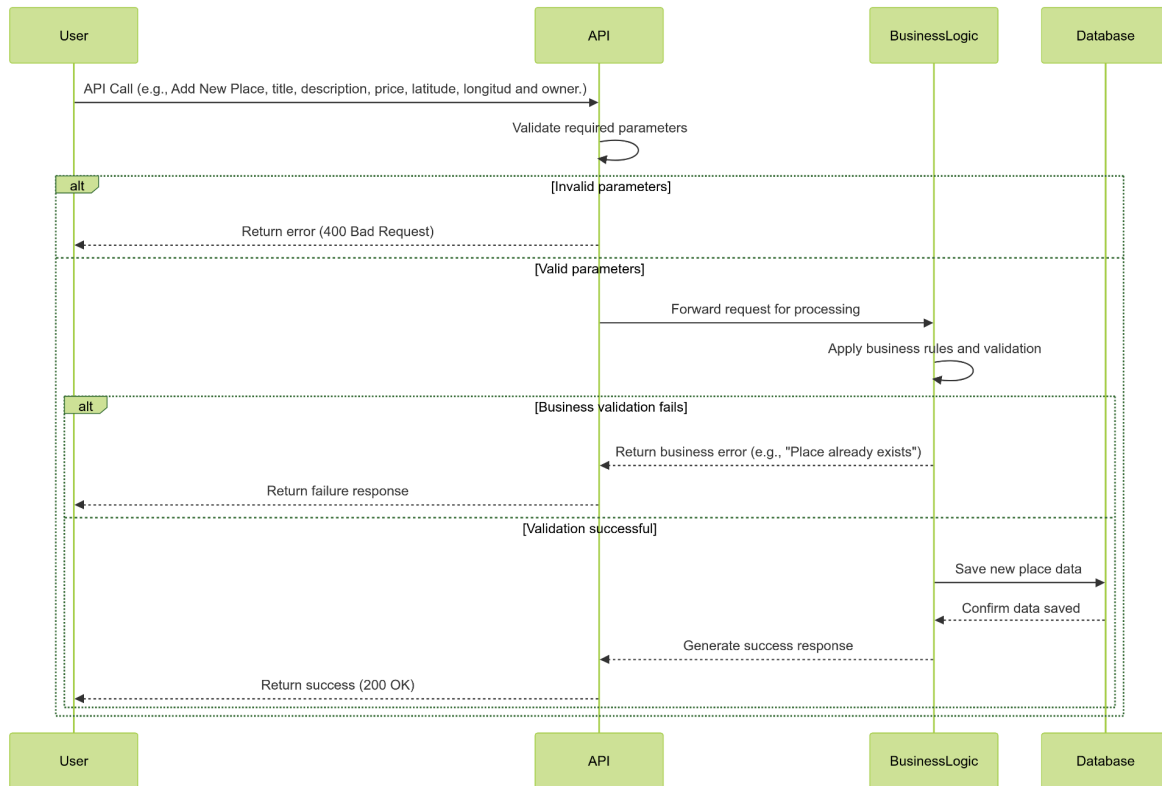 User
API
BusinessLogic
Database
API Call (e.g., Add New Place, title, description, price, latitude, longitud and owner.)
Validate required parameters
alt
[Invalid parameters]
Return error (400 Bad Request)
[Valid parameters]
Forward request for processing
Apply business rules and validation
alt
[Business validation fails]
Return business error (e.g., "Place already exists")
Return failure response
[Validation successful]
Save new place data
Confirm data saved
Generate success response
Return success (200 OK)
User
API
BusinessLogic
Database